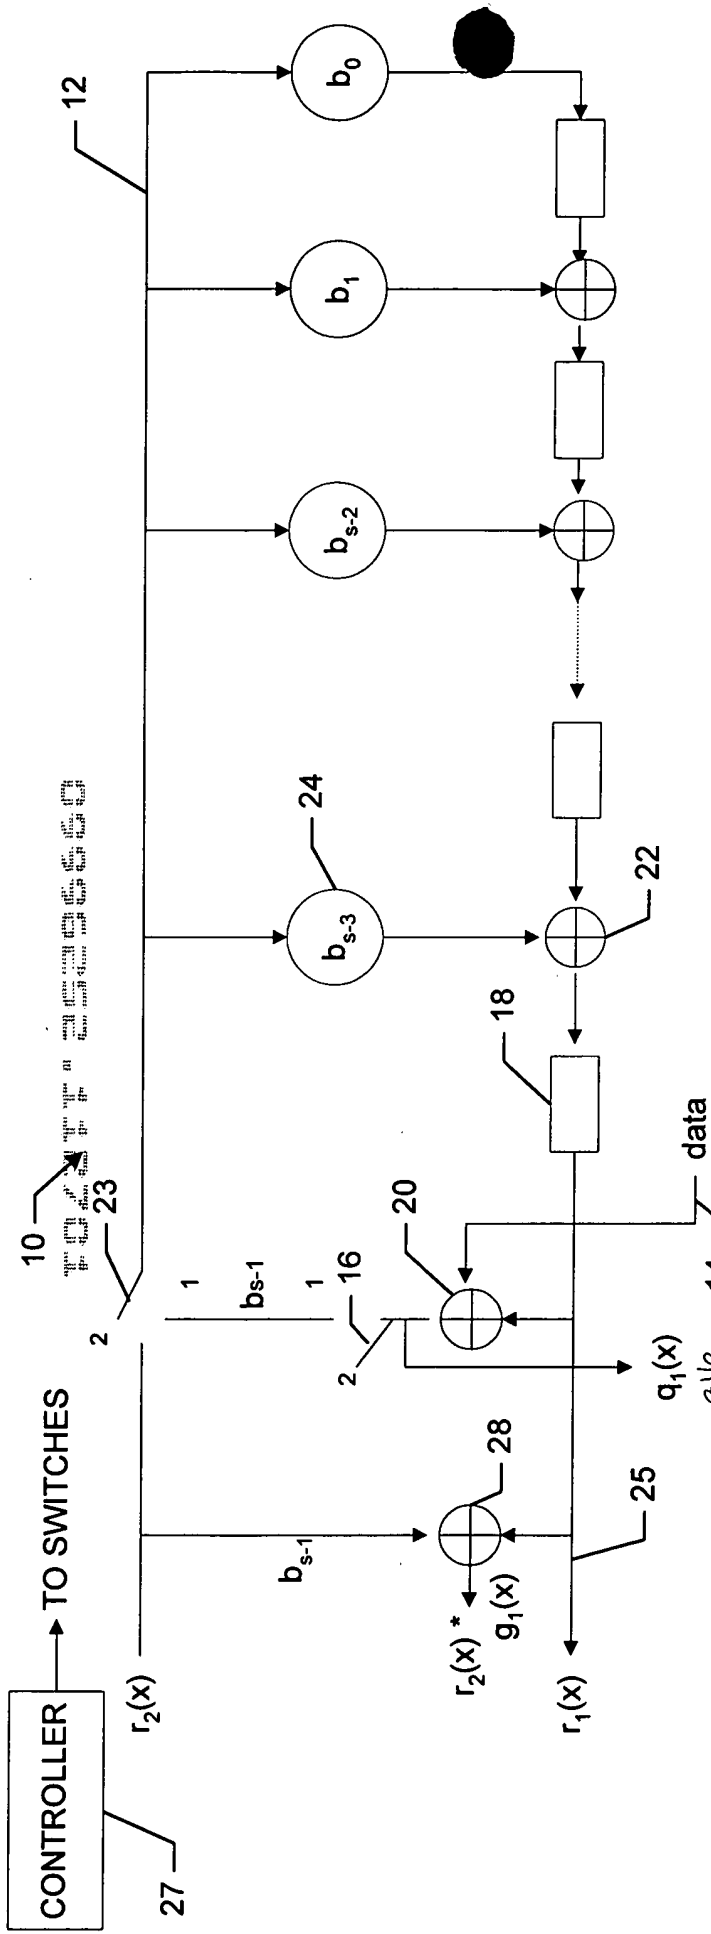 CONTROLLER
TO SWITCHES
27
10
23
12
r₂(x)
2
1
bₛ₋₁
bₛ₋₁
1
16
2
24
bₛ₋₃
bₛ₋₂
b₁
b₀
20
28
18
22
r₂(x) *
g₁(x)
r₁(x)
25
q₁(x)
data